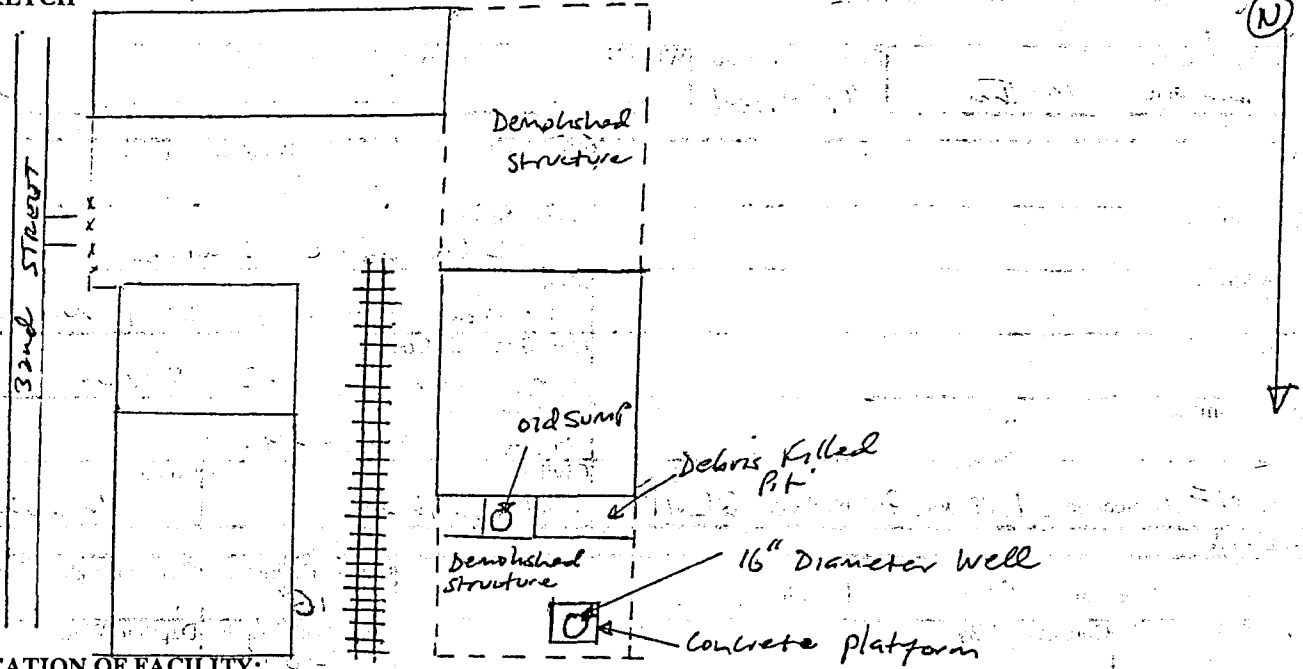 KETCH
N
Demolished
structure
32nd STREET
old sump
Debris Filled
Pit
Demolished
structure
16" Diameter Well
Concrete platform
CATION OF FACILITY: